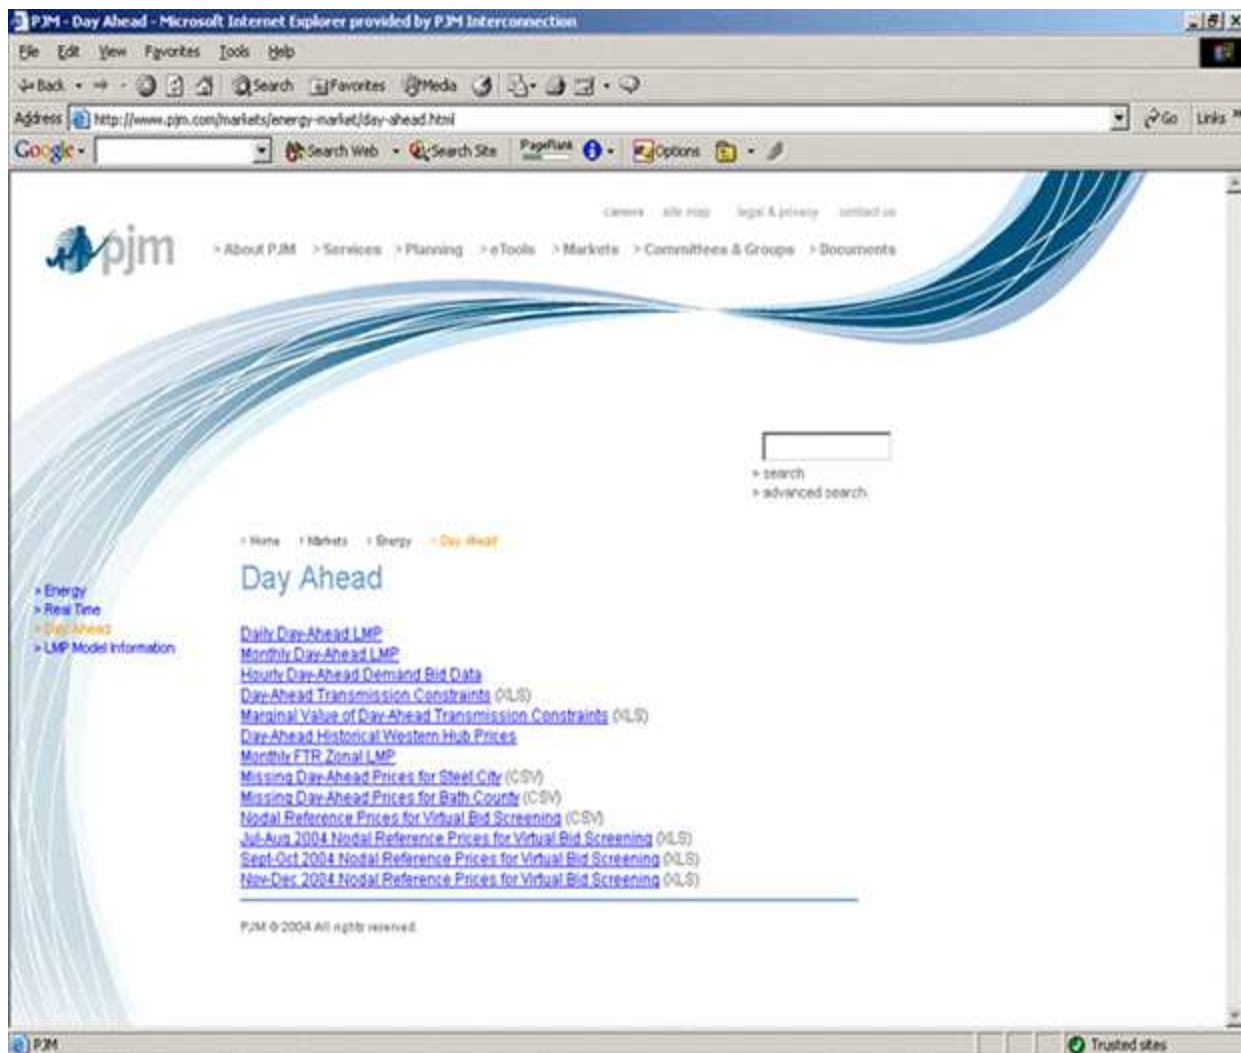 PJM - Day Ahead - Microsoft Internet Explorer provided by PJM Interconnection
File Edit View Favorites Tools Help
Back Search Favorites Media
Address http://www.pjm.com/markets/energy-market/day-ahead.html Go Links »
Google Search Web Search Site PageRank Options
careers site map legal & privacy contact us
pjm > About PJM > Services > Planning > eTools > Markets > Committees & Groups > Documents
> search
> advanced search
> Home > Markets > Energy > Day Ahead
Day Ahead
> Energy
> Real Time
> Day Ahead
> LMP Model Information
Daily Day-Ahead LMP
Monthly Day-Ahead LMP
Hourly Day-Ahead Demand Bid Data
Day-Ahead Transmission Constraints (XLS)
Marginal Value of Day-Ahead Transmission Constraints (XLS)
Day-Ahead Historical Western Hub Prices
Monthly FTR Zonal LMP
Missing Day-Ahead Prices for Steel City (CSV)
Missing Day-Ahead Prices for Bath County (CSV)
Nodal Reference Prices for Virtual Bid Screening (CSV)
Jul-Aug 2004 Nodal Reference Prices for Virtual Bid Screening (XLS)
Sept-Oct 2004 Nodal Reference Prices for Virtual Bid Screening (XLS)
Nov-Dec 2004 Nodal Reference Prices for Virtual Bid Screening (XLS)
PJM © 2004 All rights reserved.
PJM Trusted sites